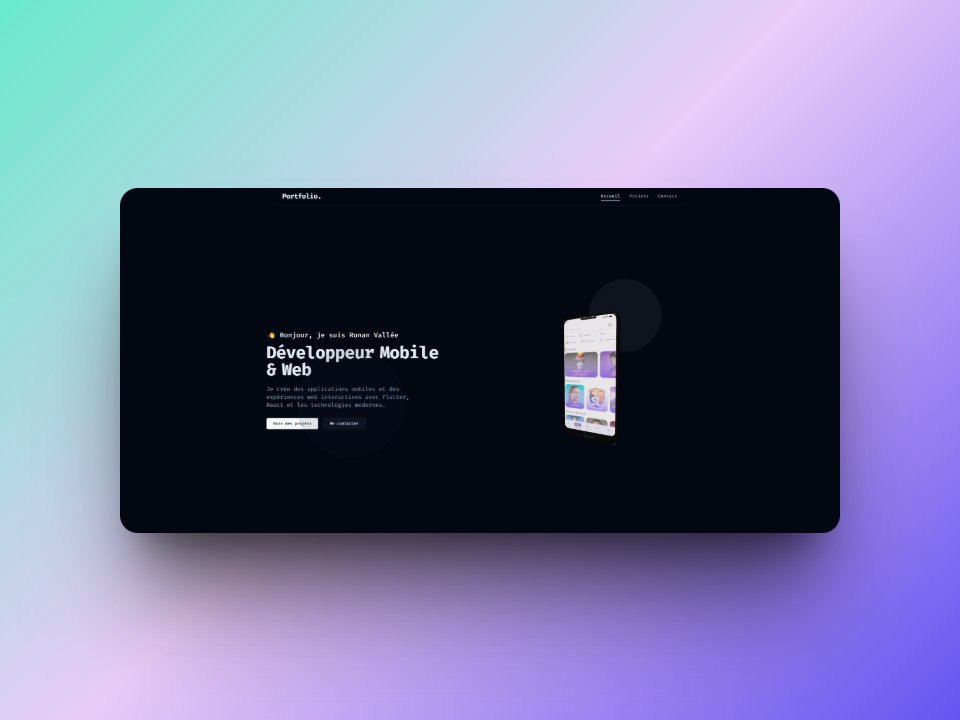 Portfolio.
Accueil Projets Contact
👋 Bonjour, je suis Ronan Vallée
Développeur Mobile
& Web
Je crée des applications mobiles et des
expériences web interactives avec Flutter,
React et les technologies modernes.
Voir mes projets Me contacter